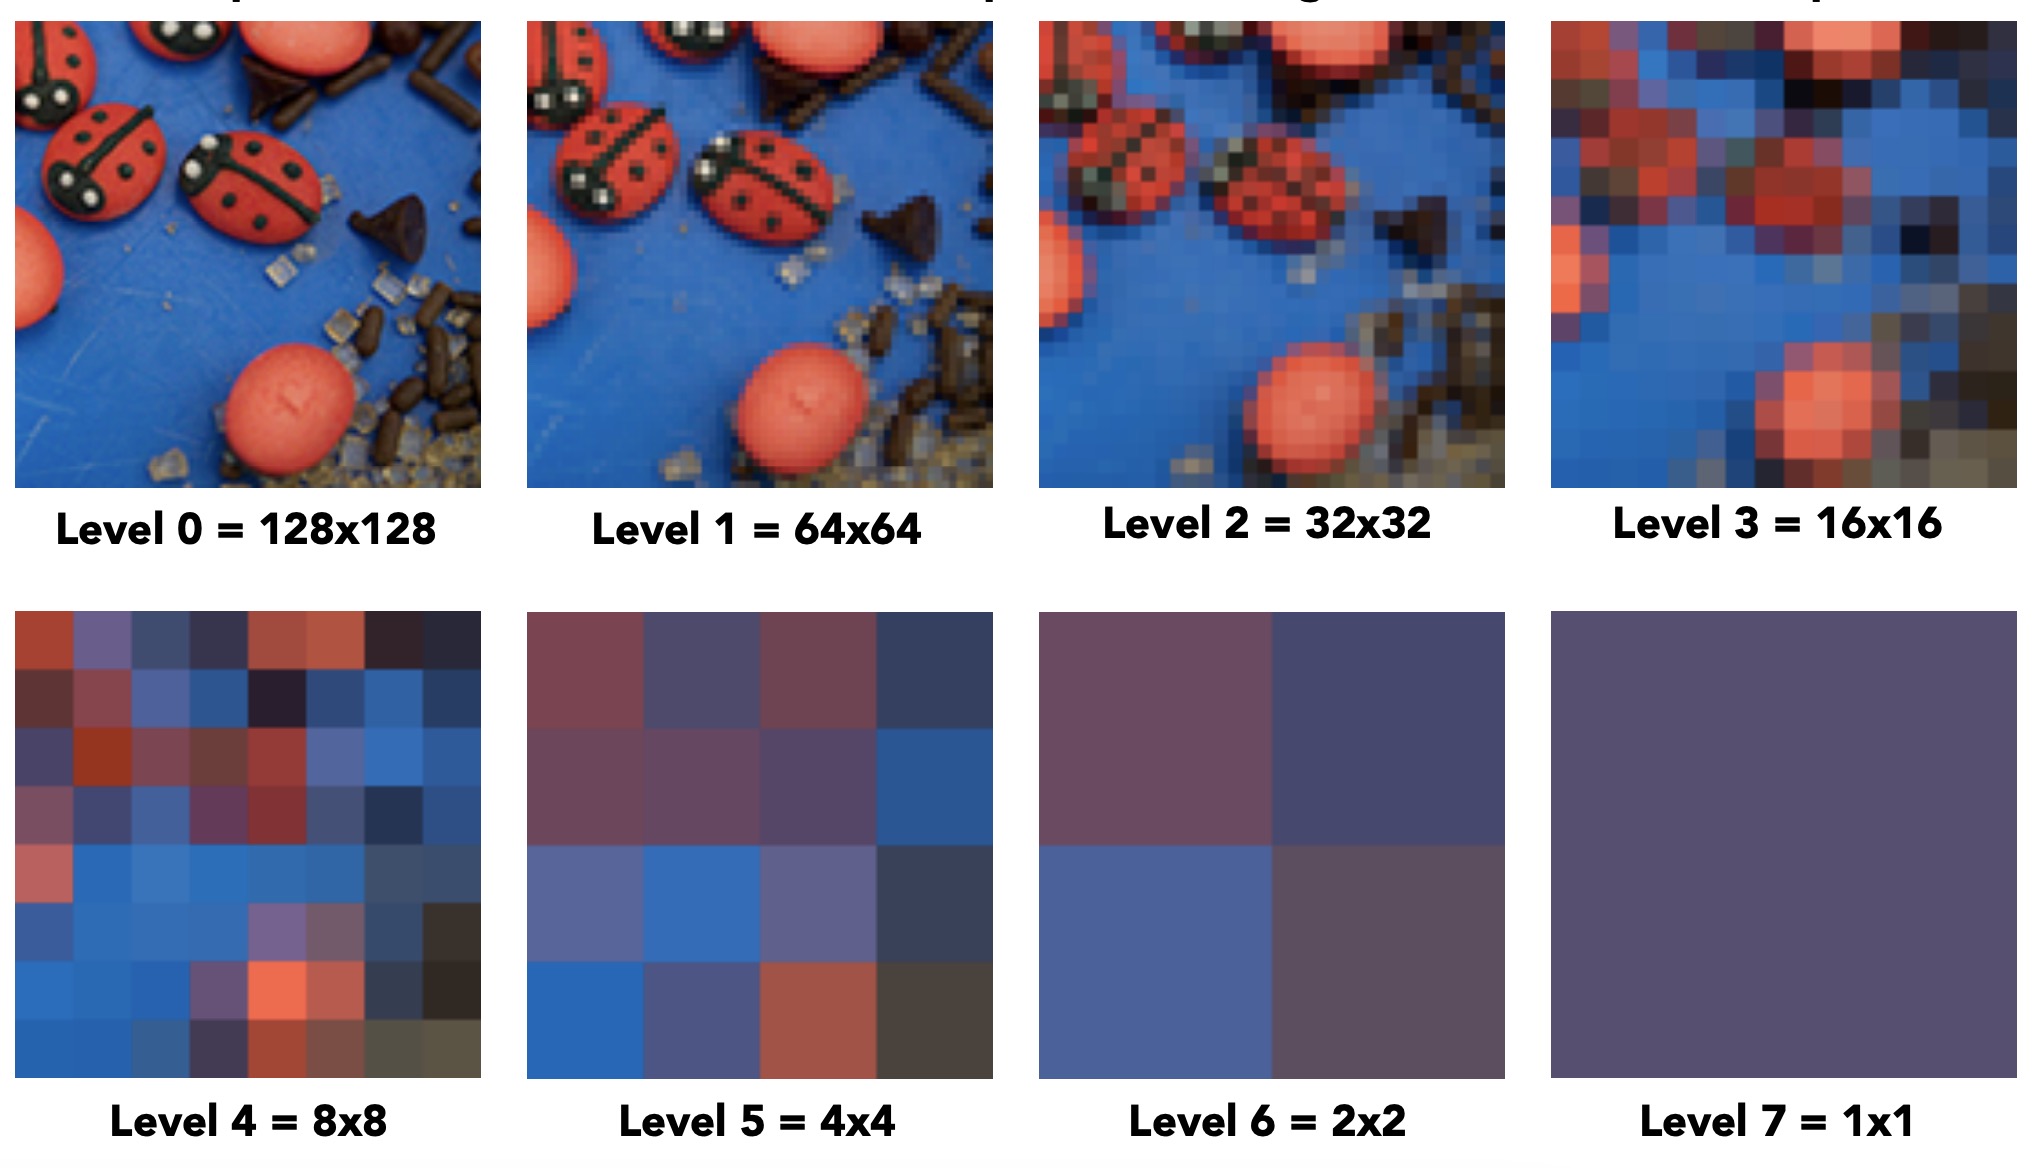 Level 0 = 128x128
Level 1 = 64x64
Level 2 = 32x32
Level 3 = 16x16
Level 4 = 8x8
Level 5 = 4x4
Level 6 = 2x2
Level 7 = 1x1